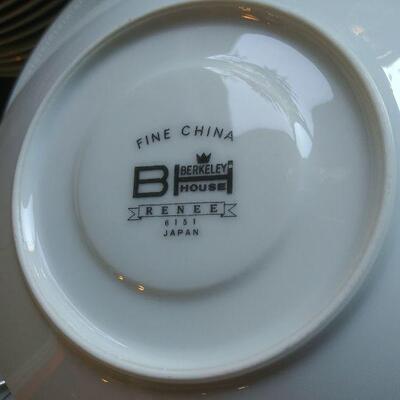 FINE CHINA
BH BERKELEY
HOUSE
RENEE
6151
JAPAN